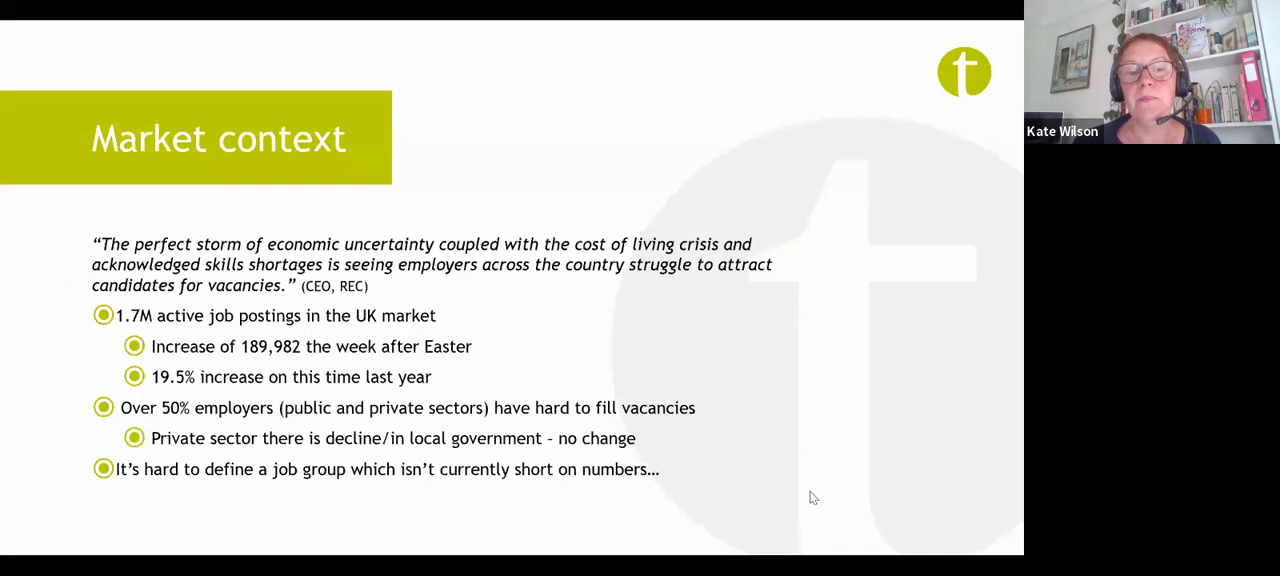 Market context
“The perfect storm of economic uncertainty coupled with the cost of living crisis and
acknowledged skills shortages is seeing employers across the country struggle to attract
candidates for vacancies.” (CEO, REC)
1.7M active job postings in the UK market
Increase of 189,982 the week after Easter
19.5% increase on this time last year
Over 50% employers (public and private sectors) have hard to fill vacancies
Private sector there is decline/in local government - no change
It’s hard to define a job group which isn’t currently short on numbers…
t
Kate Wilson